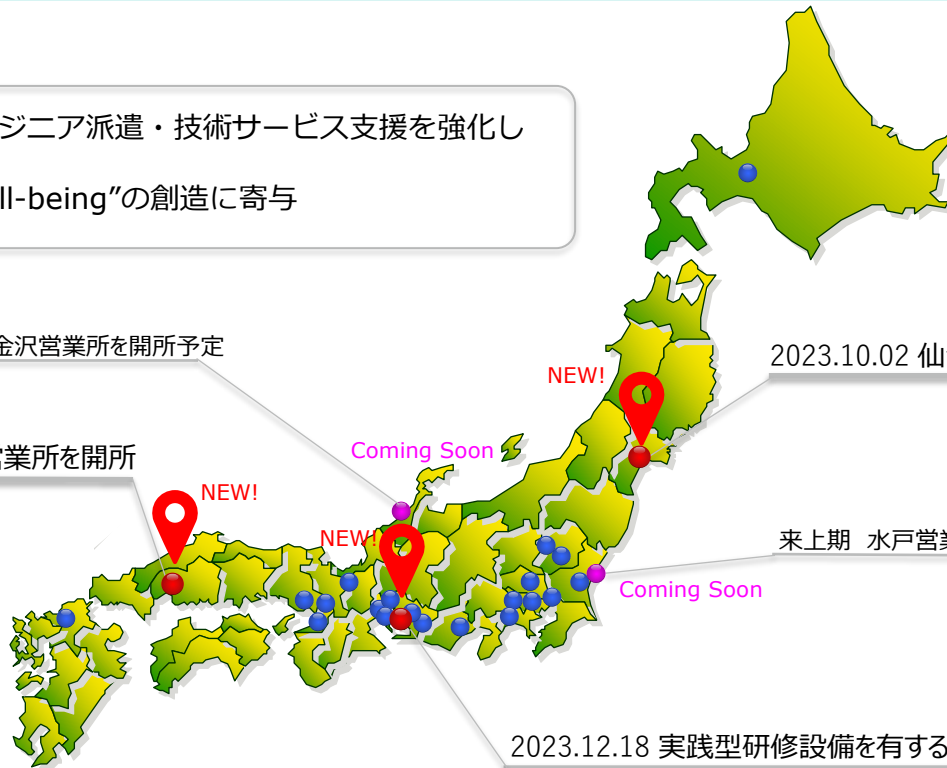 ジニア派遣・技術サービス支援を強化し
ll-being”の創造に寄与
金沢営業所を開所予定
2023.10.02 仙
NEW!
Coming Soon
営業所を開所
NEW!
NEW!
来上期 水戸営業
Coming Soon
2023.12.18 実践型研修設備を有する